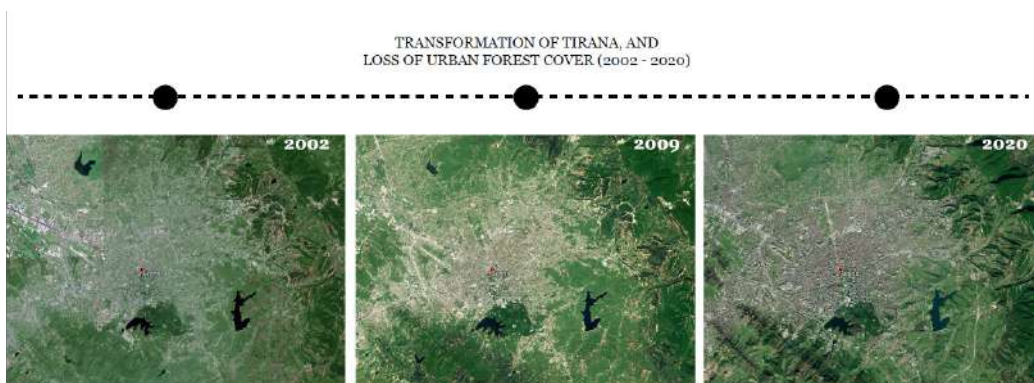 TRANSFORMATION OF TIRANA, AND
LOSS OF URBAN FOREST COVER (2002 - 2020)
2002
2009
2020